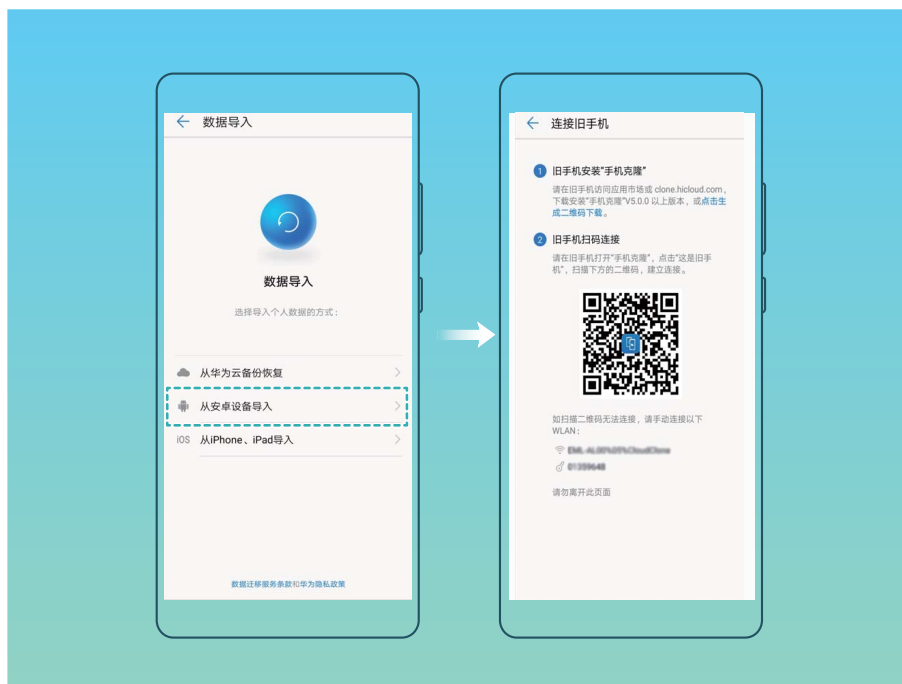 数据导入
数据导入
选择导入个人数据的方式：
从华为云备份恢复
从安卓设备导入
iOS 从iPhone、iPad导入
数据迁移服务条款和华为隐私政策
连接旧手机
1 旧手机安装“手机克隆”
请在旧手机访问应用市场或 clone.hicloud.com，
下载安装“手机克隆”V5.0.0 以上版本，或点击生
成二维码下载。
2 旧手机扫码连接
请在旧手机打开“手机克隆”，点击“这是旧手
机”，扫描下方的二维码，建立连接。
如扫描二维码无法连接，请手动连接以下
WLAN：
01359648
请勿离开此页面